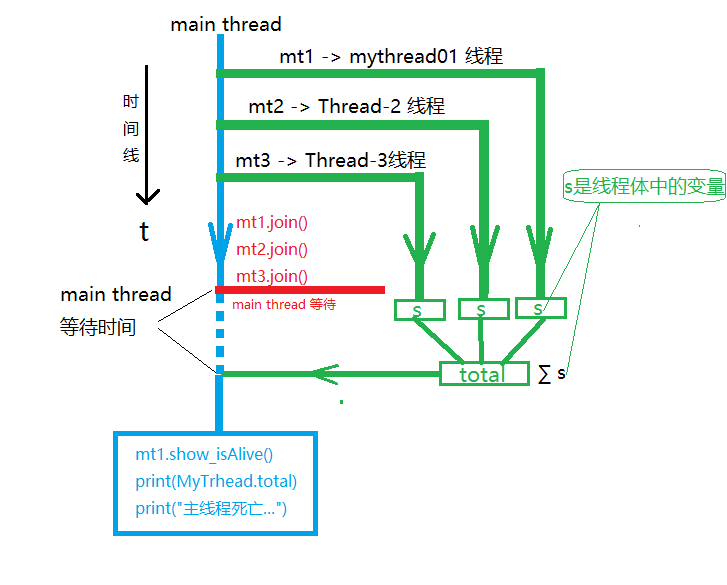 main thread
mt1 -> mythread01 线程
时
间
线
mt2 -> Thread-2 线程
mt3 -> Thread-3线程
s是线程体中的变量
t
mt1.join()
mt2.join()
mt3.join()
main thread
等待时间
main thread 等待
s
s
s
total
∑ s
mt1.show_isAlive()
print(MyTrhead.total)
print("主线程死亡...")